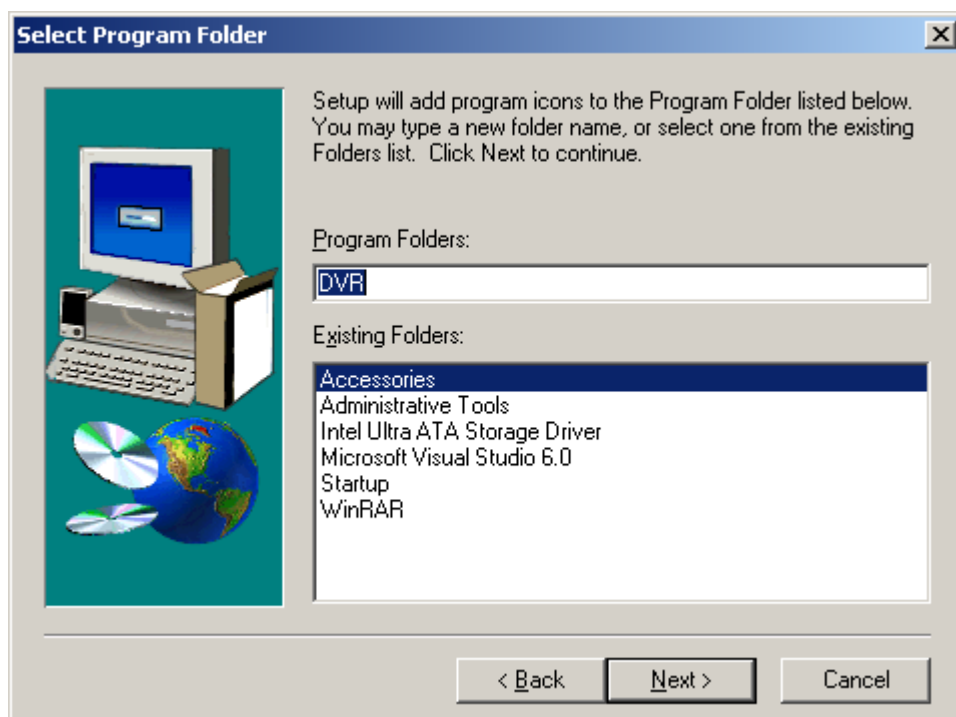 Select Program Folder
Setup will add program icons to the Program Folder listed below.
You may type a new folder name, or select one from the existing
Folders list.  Click Next to continue.
Program Folders:
DVR
Existing Folders:
Accessories
Administrative Tools
Intel Ultra ATA Storage Driver
Microsoft Visual Studio 6.0
Startup
WinRAR
< Back
Next >
Cancel